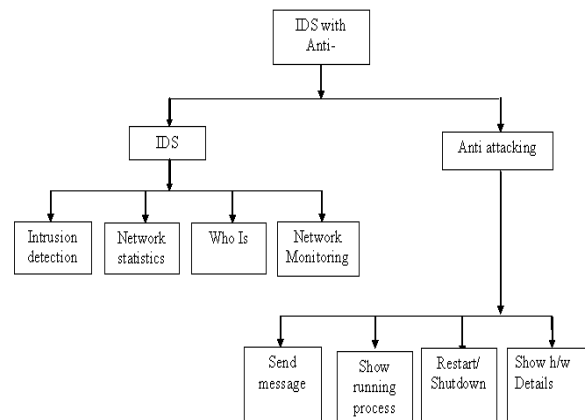 IDS with
Anti-
IDS
Anti attacking
Intrusion
detection
Network
statistics
Who Is
Network
Monitoring
Send
message
Show
running
process
Restart/
Shutdown
Show h/w
Details